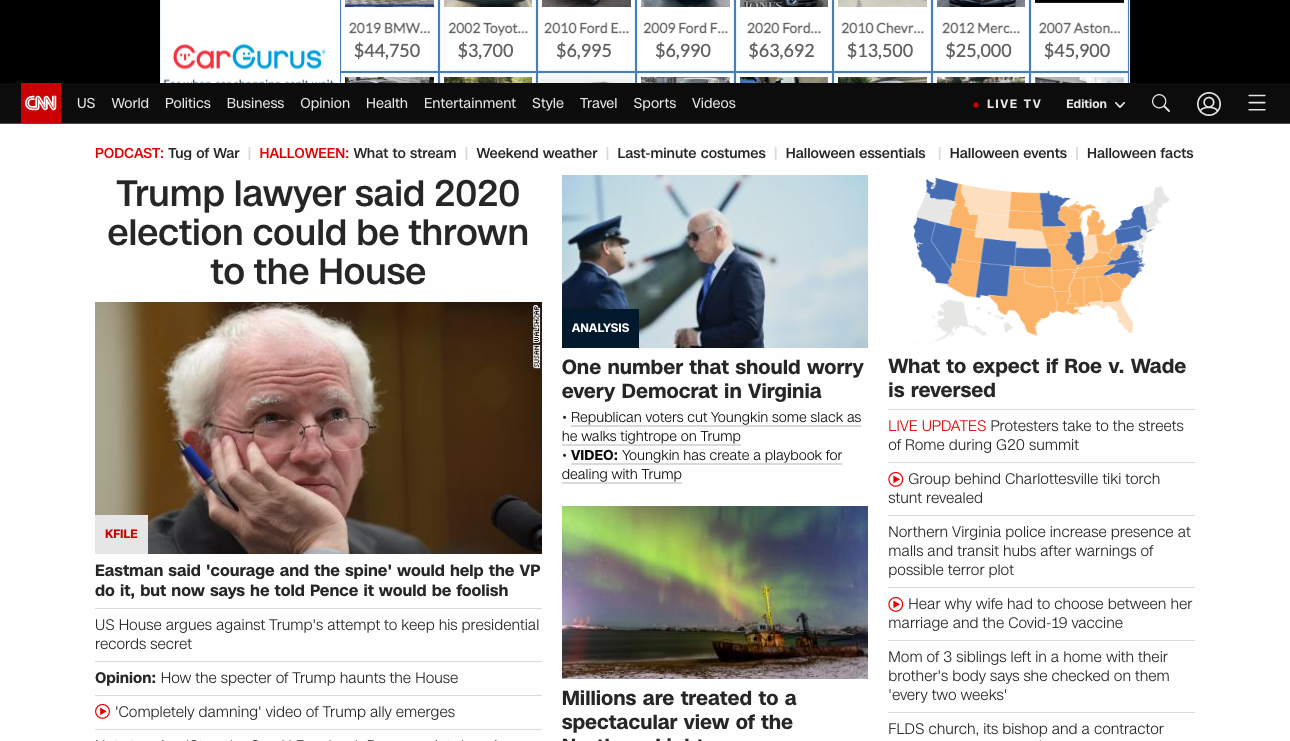 2019 BMW...
2002 Toyot...
2010 Ford E...
2009 Ford F...
2020 Ford...
2010 Chevr...
2012 Merc...
2007 Aston...
CarGurus
$44,750
$3,700
$6,995
$6,990
$63,692
$13,500
$25,000
$45,900
CNN
US
World
Politics
Business
Opinion
Health
Entertainment
Style
Travel
Sports
Videos
LIVE TV
Edition
PODCAST: Tug of War | HALLOWEEN: What to stream | Weekend weather | Last-minute costumes | Halloween essentials | Halloween events | Halloween facts
Trump lawyer said 2020
election could be thrown
to the House
SUSAN WALSH/AP
KFILE
Eastman said 'courage and the spine' would help the VP
do it, but now says he told Pence it would be foolish
US House argues against Trump's attempt to keep his presidential
records secret
Opinion: How the specter of Trump haunts the House
'Completely damning' video of Trump ally emerges
ANALYSIS
One number that should worry
every Democrat in Virginia
• Republican voters cut Youngkin some slack as
he walks tightrope on Trump
• VIDEO: Youngkin has create a playbook for
dealing with Trump
Millions are treated to a
spectacular view of the
What to expect if Roe v. Wade
is reversed
LIVE UPDATES Protesters take to the streets
of Rome during G20 summit
Group behind Charlottesville tiki torch
stunt revealed
Northern Virginia police increase presence at
malls and transit hubs after warnings of
possible terror plot
Hear why wife had to choose between her
marriage and the Covid-19 vaccine
Mom of 3 siblings left in a home with their
brother's body says she checked on them
'every two weeks'
FLDS church, its bishop and a contractor